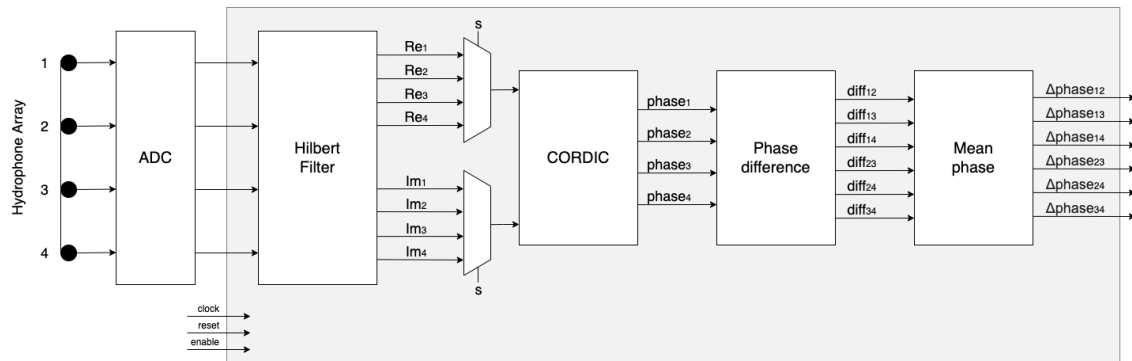 Hydrophone Array
1
2
3
4
ADC
Hilbert
Filter
Re1
Re2
Re3
Re4
Im1
Im2
Im3
Im4
s
s
CORDIC
phase1
phase2
phase3
phase4
Phase
difference
diff12
diff13
diff14
diff23
diff24
diff34
Mean
phase
Δphase12
Δphase13
Δphase14
Δphase23
Δphase24
Δphase34
clock
reset
enable